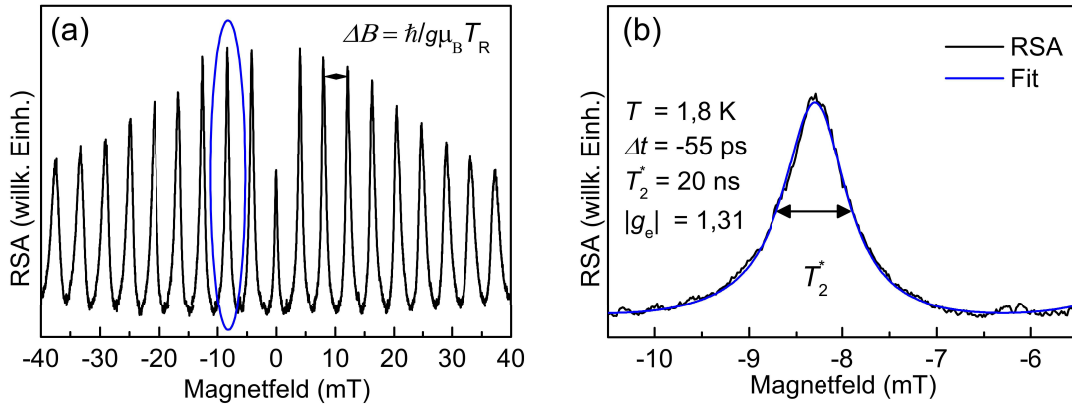 (a)
ΔB = ħ/gμ_B T_R
RSA (willk. Einh.)
-40 -30 -20 -10 0 10 20 30 40
Magnetfeld (mT)
(b)
RSA
Fit
T = 1,8 K
Δt = -55 ps
T₂* = 20 ns
|gₑ| = 1,31
T₂*
RSA (willk. Einh.)
-10 -9 -8 -7 -6
Magnetfeld (mT)